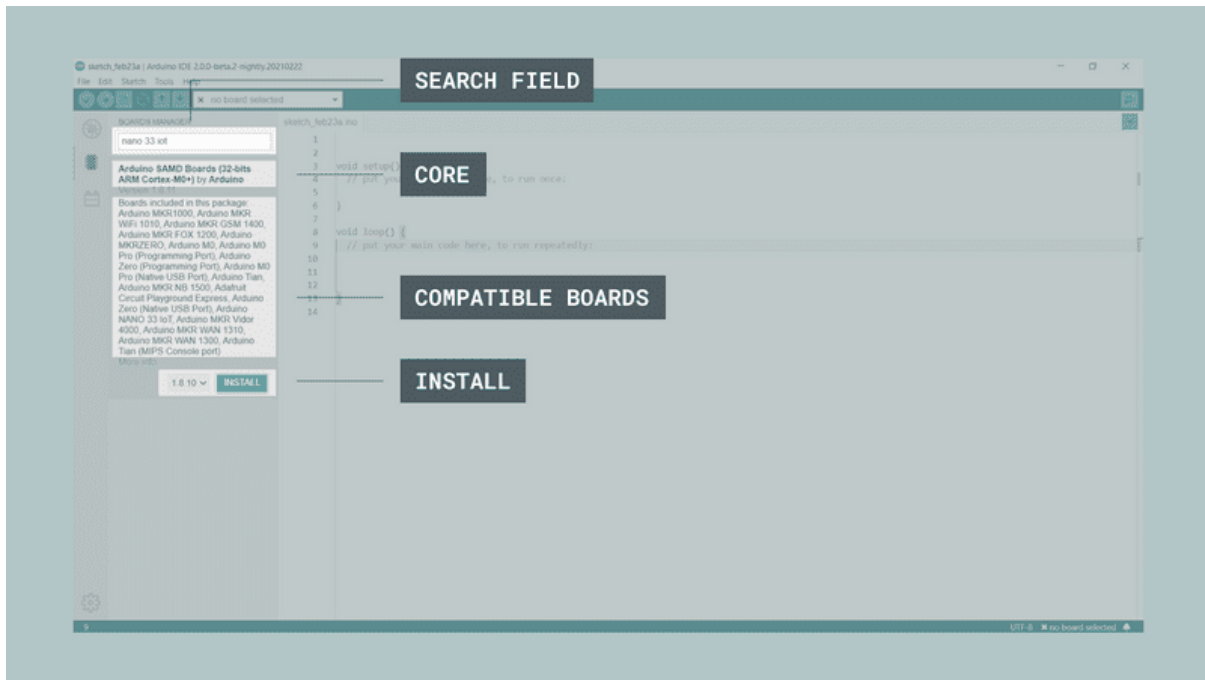 sketch_feb23a | Arduino IDE 2.0.0-beta.2-nightly.20210222
File Edit Sketch Tools Help
SEARCH FIELD
no board selected
BOARDS MANAGER
sketch_feb23a.ino
nano 33 iot
1
2
Arduino SAMD Boards (32-bits
ARM Cortex-M0+) by Arduino
Version 1.8.11
CORE
3 void setup()
4 // put you e, to run once:
5
6 }
7
8 void loop() {
9 // put your main code here, to run repeatedly:
10
11
12
13 }
14
Boards included in this package:
Arduino MKR1000, Arduino MKR
WiFi 1010, Arduino MKR GSM 1400,
Arduino MKR FOX 1200, Arduino
MKRZERO, Arduino M0, Arduino M0
Pro (Programming Port), Arduino
Zero (Programming Port), Arduino M0
Pro (Native USB Port), Arduino Tian,
Arduino MKR NB 1500, Adafruit
Circuit Playground Express, Arduino
Zero (Native USB Port), Arduino
NANO 33 IoT, Arduino MKR Vidor
4000, Arduino MKR WAN 1310,
Arduino MKR WAN 1300, Arduino
Tian (MIPS Console port)
More info
COMPATIBLE BOARDS
1.8.10 INSTALL
INSTALL
9
UTF-8 no board selected